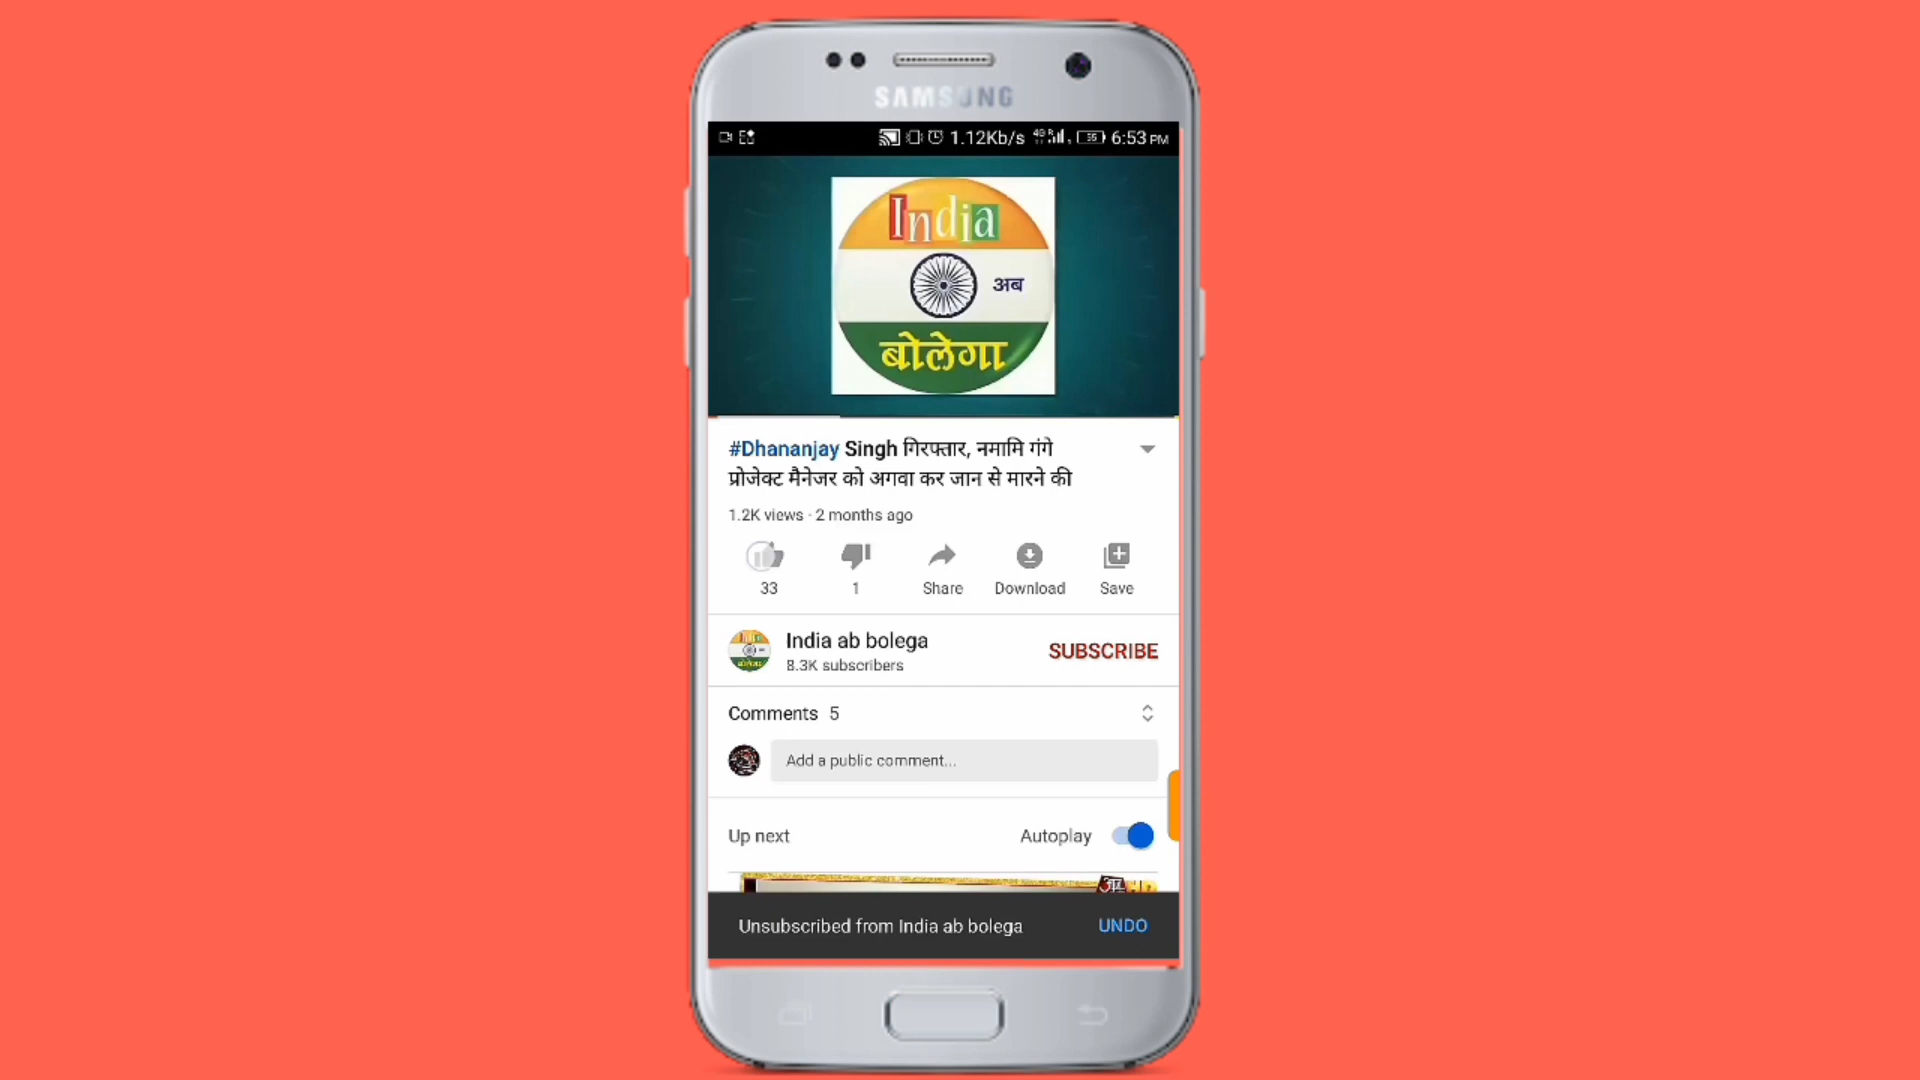 SAMSUNG
1.12Kb/s 6:53 PM
India
अब
बोलेगा
#Dhananjay Singh गिरफ्तार, नमामि गंगे
प्रोजेक्ट मैनेजर को अगवा कर जान से मारने की
1.2K views · 2 months ago
33 1 Share Download Save
India ab bolega SUBSCRIBE
8.3K subscribers
Comments 5
Add a public comment...
Up next Autoplay
Unsubscribed from India ab bolega UNDO